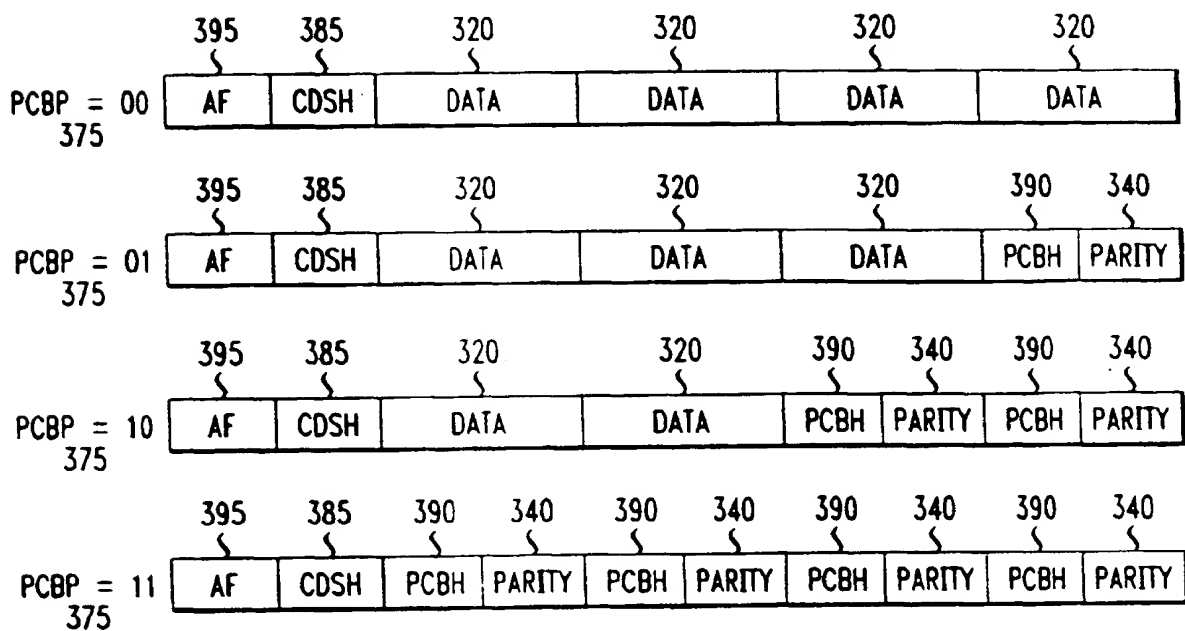 395 385 320 320 320 320
PCBP = 00 AF CDSH DATA DATA DATA DATA
375
395 385 320 320 320 390 340
PCBP = 01 AF CDSH DATA DATA DATA PCBH PARITY
375
395 385 320 320 390 340 390 340
PCBP = 10 AF CDSH DATA DATA PCBH PARITY PCBH PARITY
375
395 385 390 340 390 340 390 340 390 340
PCBP = 11 AF CDSH PCBH PARITY PCBH PARITY PCBH PARITY PCBH PARITY
375